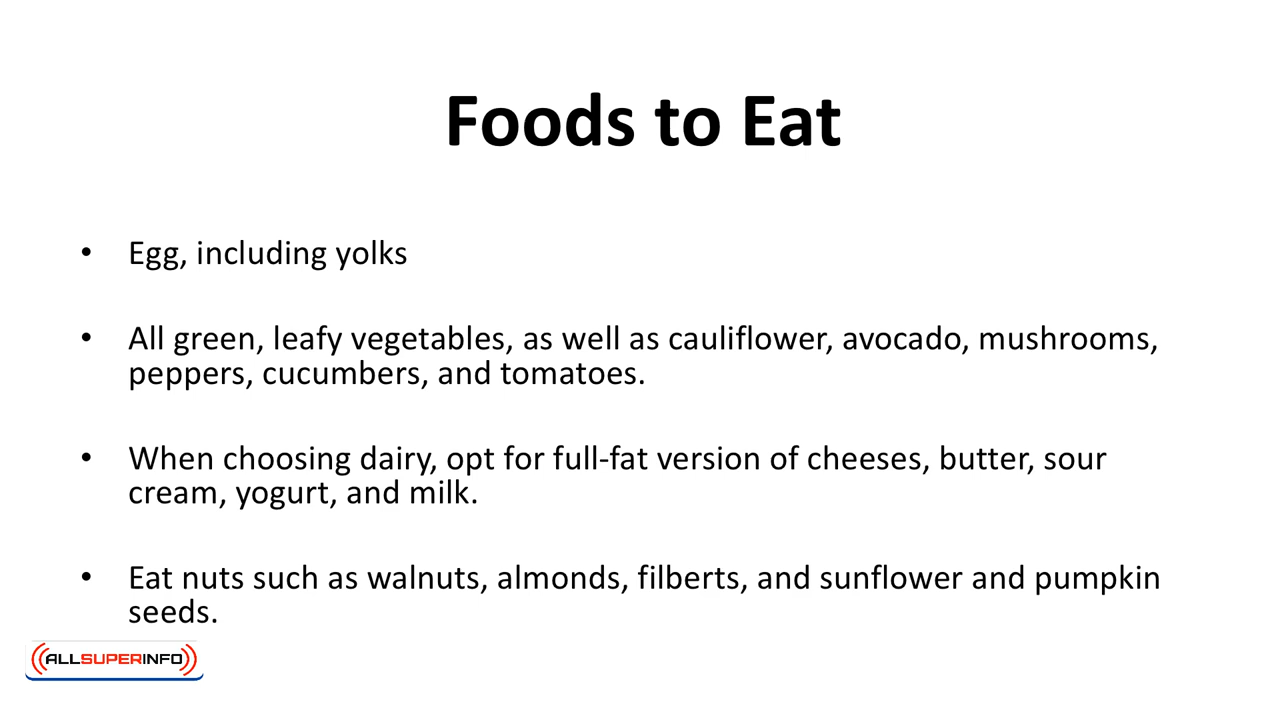 Foods to Eat
• Egg, including yolks
• All green, leafy vegetables, as well as cauliflower, avocado, mushrooms,
peppers, cucumbers, and tomatoes.
• When choosing dairy, opt for full-fat version of cheeses, butter, sour
cream, yogurt, and milk.
• Eat nuts such as walnuts, almonds, filberts, and sunflower and pumpkin
seeds.
ALLSUPERINFO